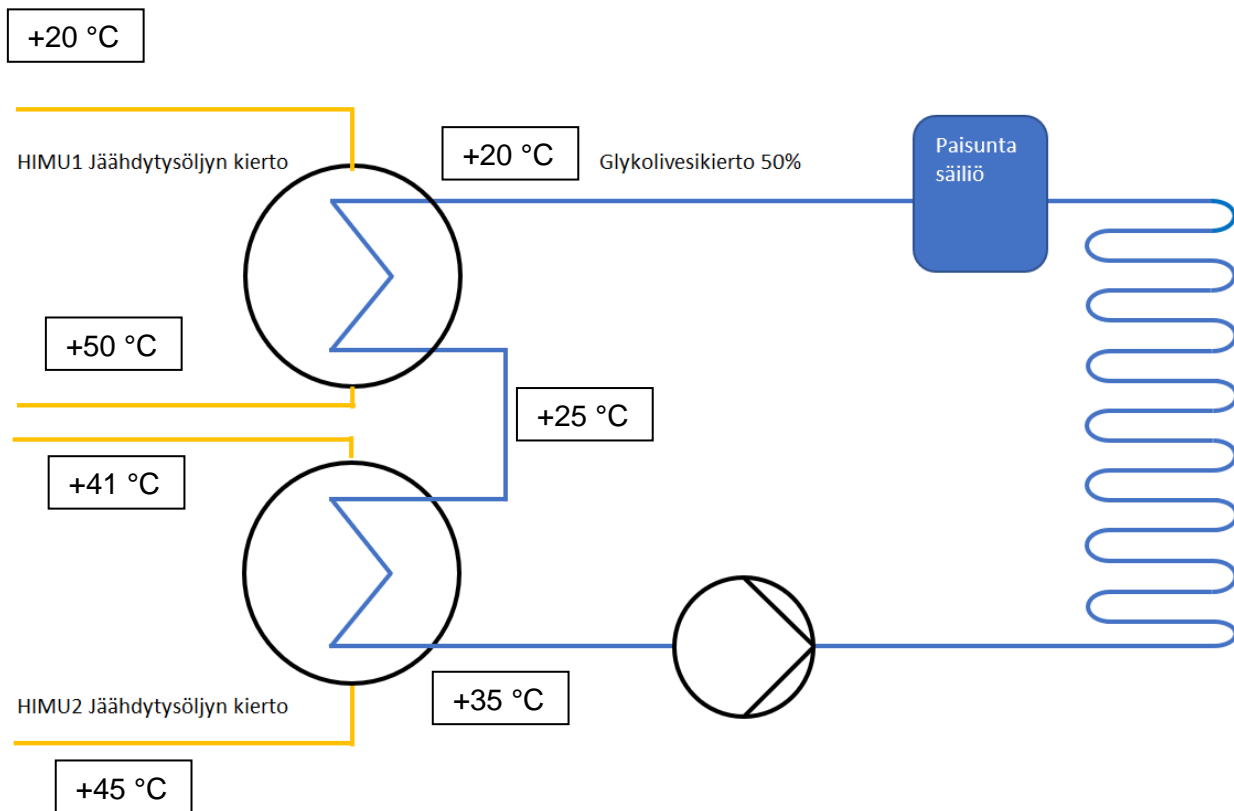 +20 °C
HIMU1 Jäähdytysöljyn kierto
+20 °C
Glykolivesikierto 50%
Paisunta
säiliö
+50 °C
+25 °C
+41 °C
HIMU2 Jäähdytysöljyn kierto
+35 °C
+45 °C